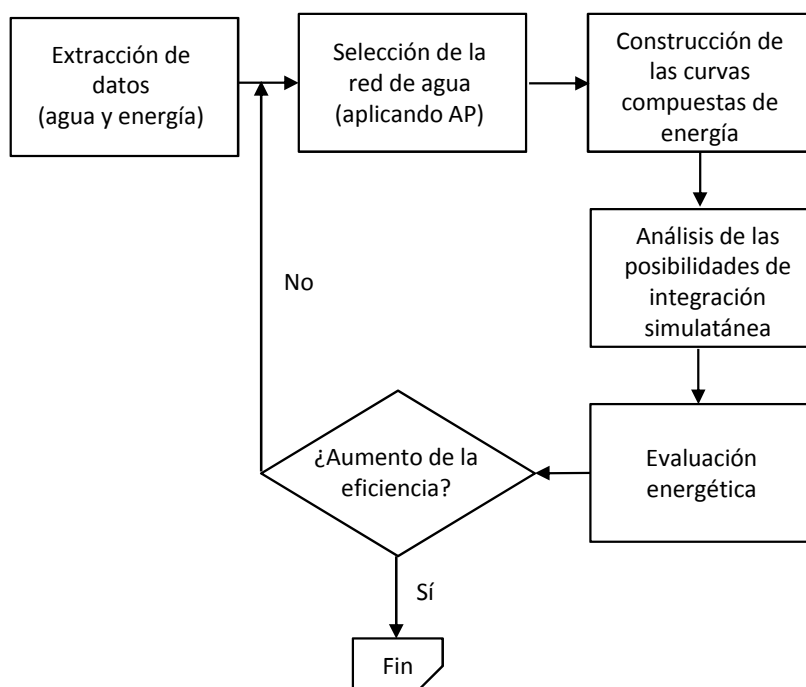 Extracción de
datos
(agua y energía)
Selección de la
red de agua
(aplicando AP)
Construcción de
las curvas
compuestas de
energía
Análisis de las
posibilidades de
integración
simulatánea
Evaluación
energética
¿Aumento de la
eficiencia?
No
Sí
Fin